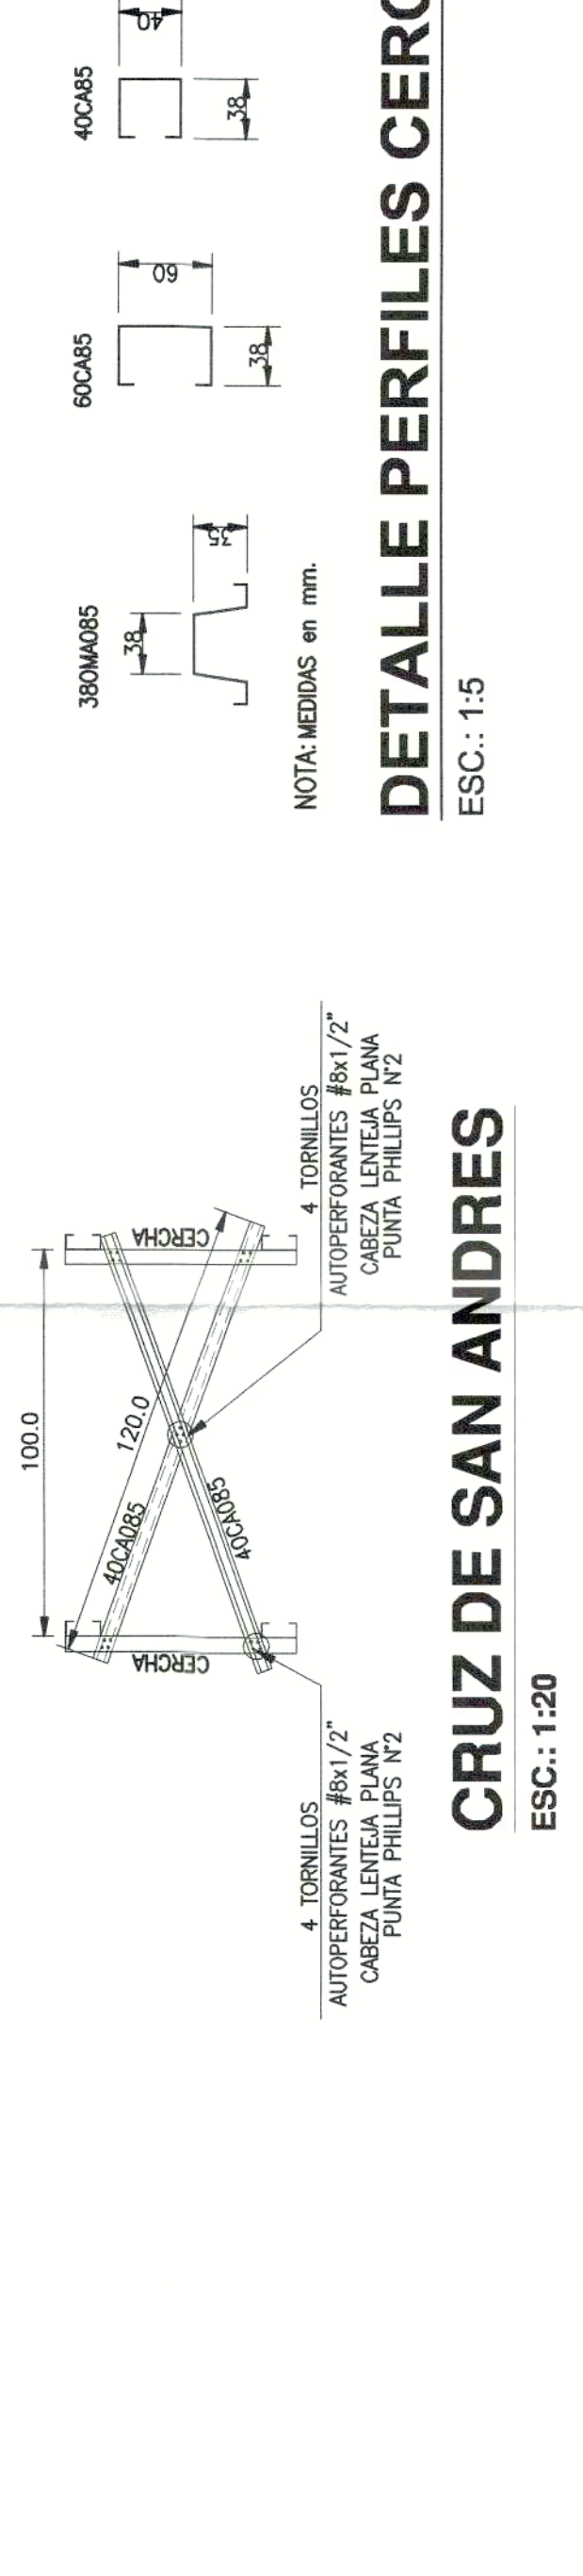 100.0
120.0
40CA085
40CA085
CERCHA
CERCHA
4 TORNILLOS
AUTOPERFORANTES #8x1/2"
CABEZA LENTEJA PLANA
PUNTA PHILLIPS N°2
4 TORNILLOS
AUTOPERFORANTES #8x1/2"
CABEZA LENTEJA PLANA
PUNTA PHILLIPS N°2
CRUZ DE SAN ANDRES
ESC.: 1:20
380MA085
38
35
60CA85
60
38
40CA85
40
38
NOTA: MEDIDAS en mm.
DETALLE PERFILES
ESC.: 1:5